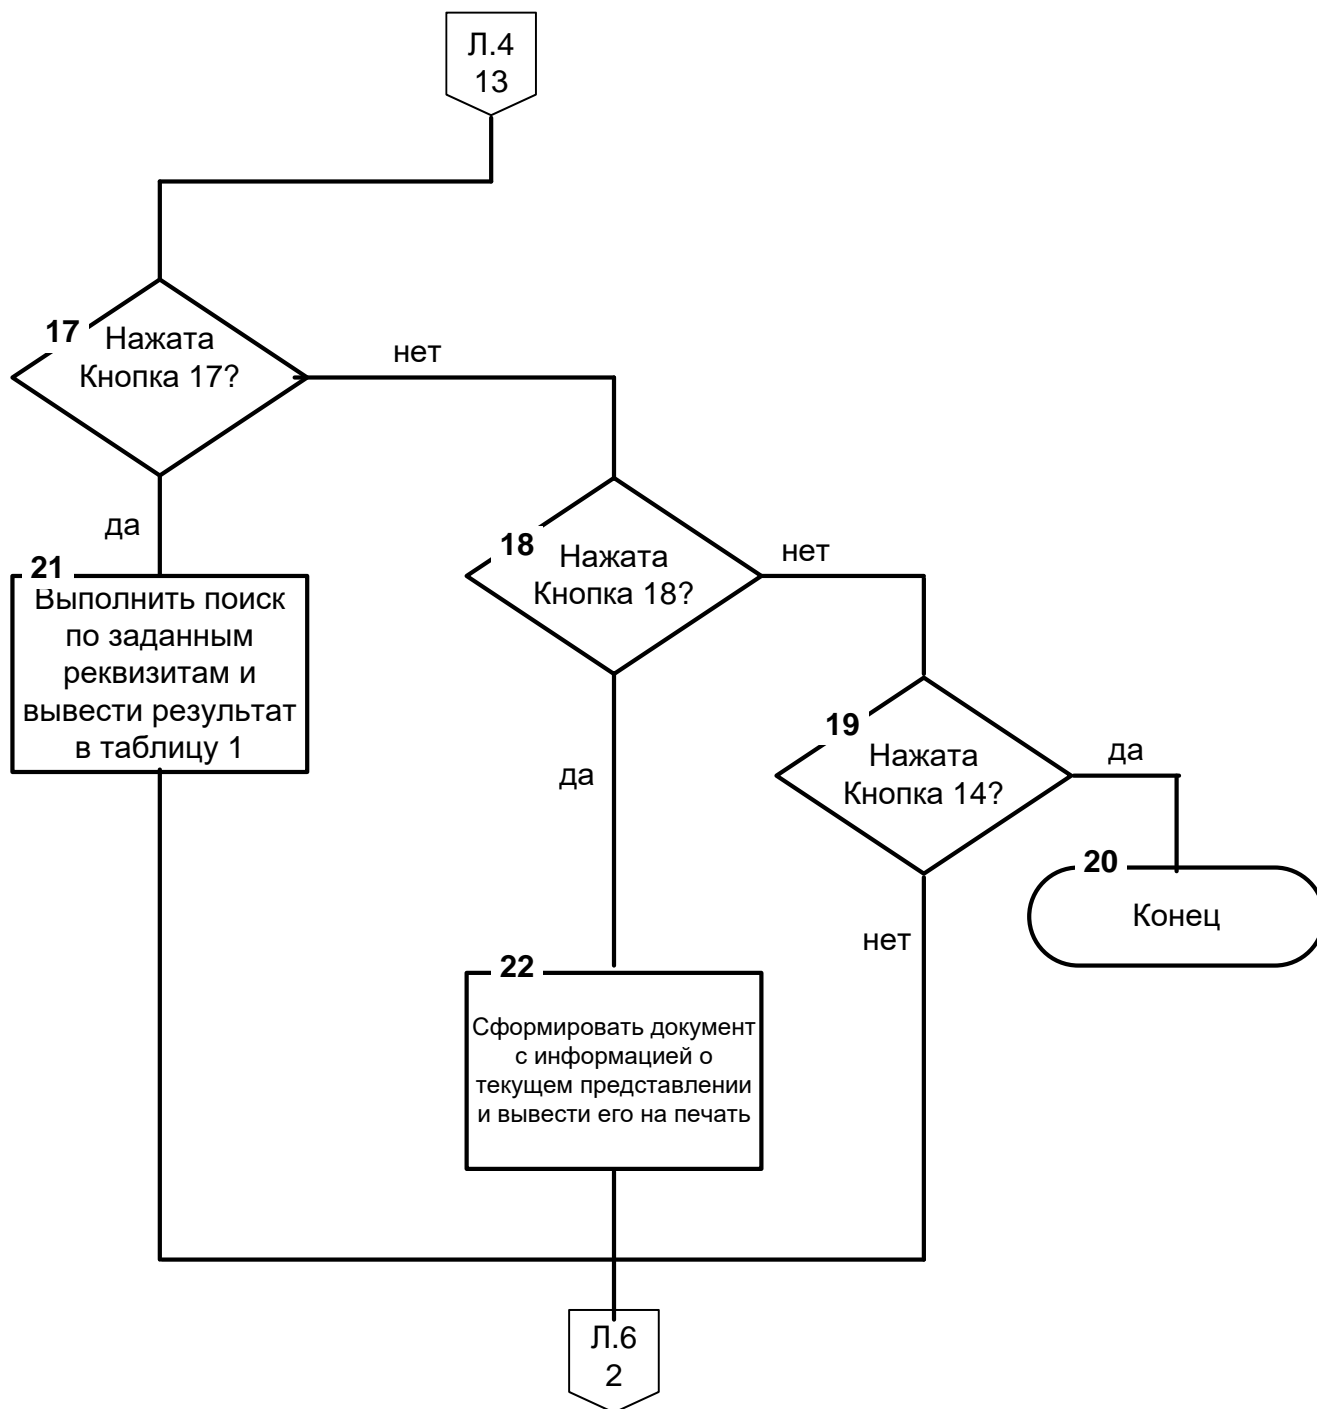 Л.4
13
17
Нажата
Кнопка 17?
нет
да
18
Нажата
Кнопка 18?
нет
21
Выполнить поиск
по заданным
реквизитам и
вывести результат
в таблицу 1
19
Нажата
Кнопка 14?
да
да
20
Конец
нет
22
Сформировать документ
с информацией о
текущем представлении
и вывести его на печать
Л.6
2